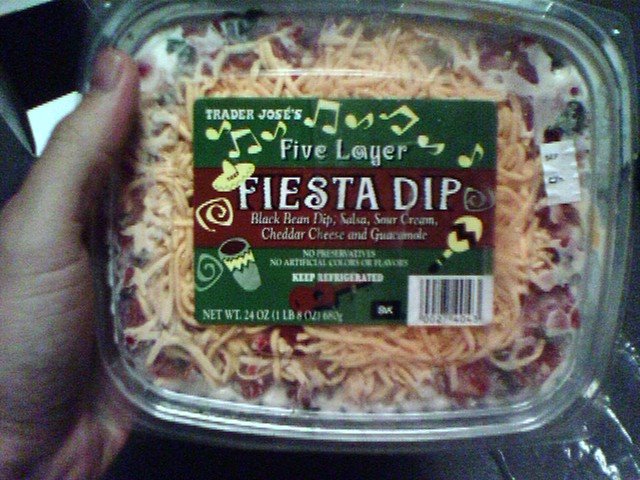 TRADER JOSÉ'S
Five Layer
FIESTA DIP
Black Bean Dip, Salsa, Sour Cream,
Cheddar Cheese and Guacamole
NO PRESERVATIVES
NO ARTIFICIAL COLORS OR FLAVORS
KEEP REFRIGERATED
NET WT. 24 OZ (1 LB 8 OZ) 680g